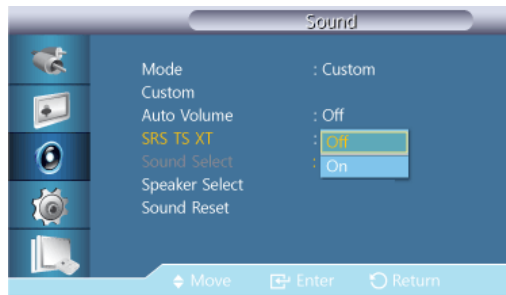 Sound
Mode : Custom
Custom
Auto Volume : Off
SRS TS XT : Off
Sound Select : On
Speaker Select
Sound Reset
Move Enter Return